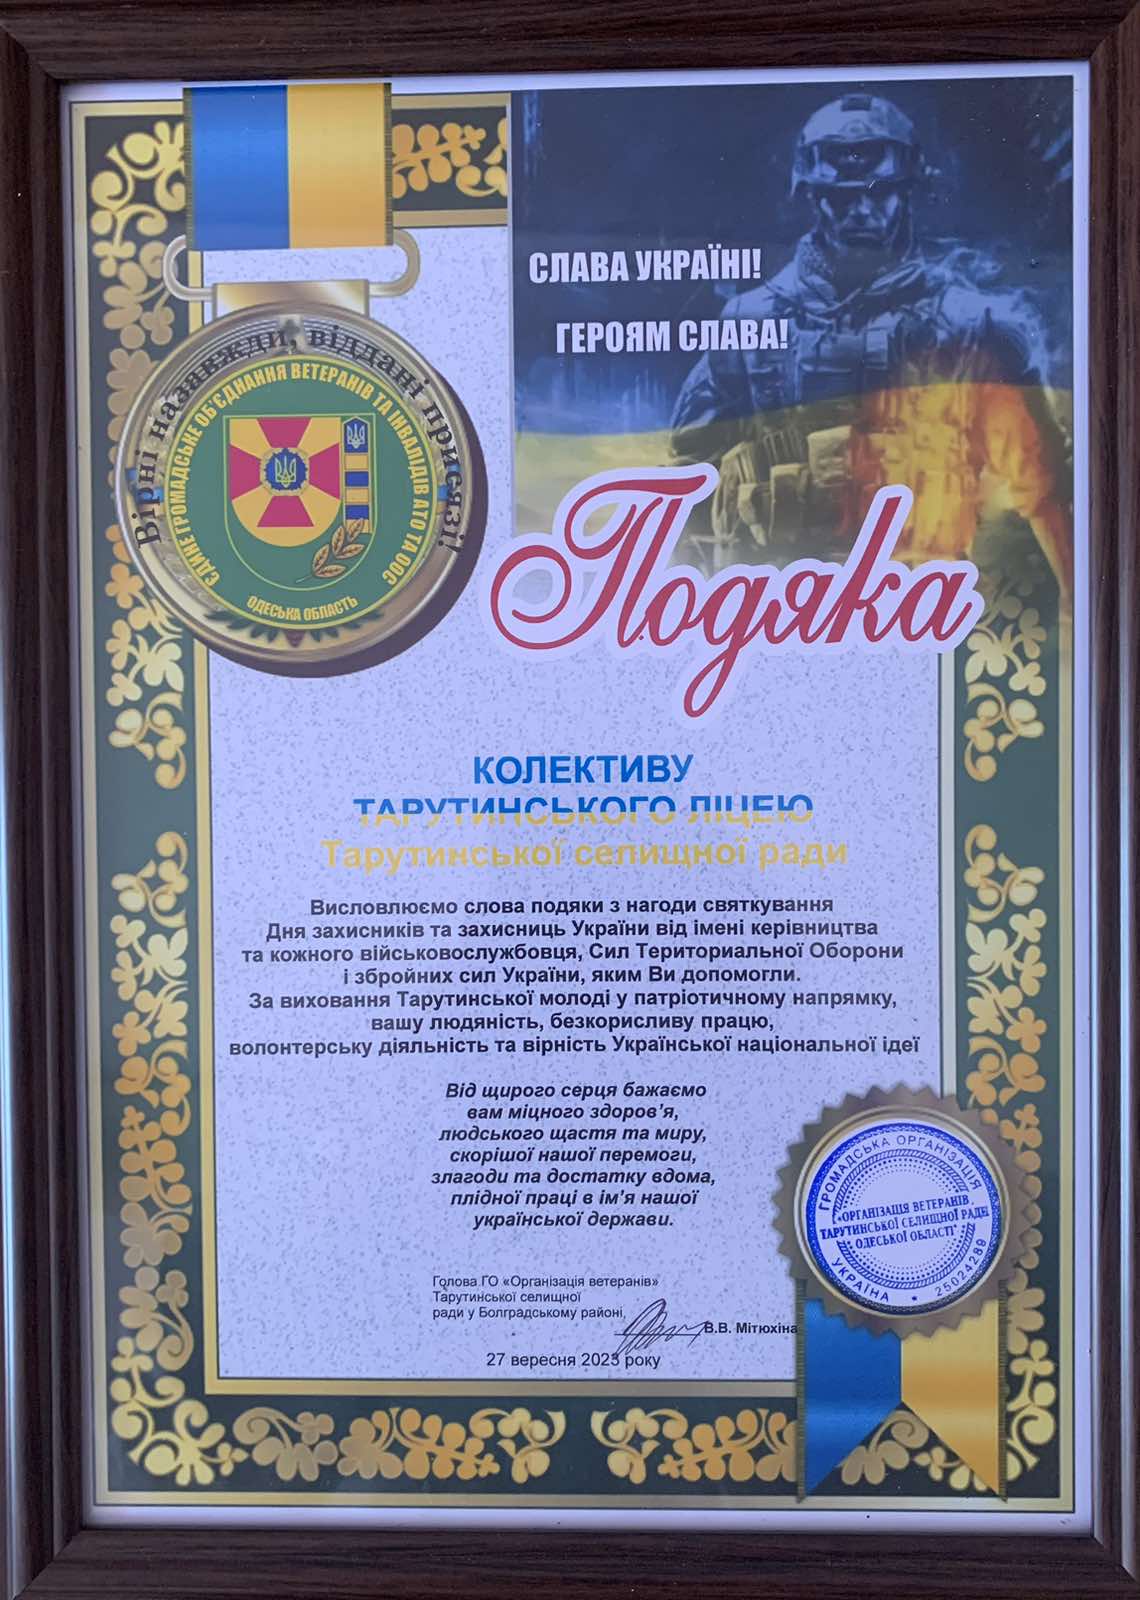 СЛАВА УКРАЇНІ!
ГЕРОЯМ СЛАВА!
Вірні назавжди, віддані присязі!
ЄДИНЕ ГРОМАДСЬКЕ ОБ'ЄДНАННЯ ВЕТЕРАНІВ ТА ІНВАЛІДІВ АТО ТА ООС
ОДЕСЬКА ОБЛАСТЬ
Подяка
КОЛЕКТИВУ
ТАРУТИНСЬКОГО ЛІЦЕЮ
Тарутинської селищної ради
Висловлюємо слова подяки з нагоди святкування
Дня захисників та захисниць України від імені керівництва
та кожного військовослужбовця, Сил Териториальної Оборони
і збройних сил України, яким Ви допомогли.
За виховання Тарутинської молоді у патріотичному напрямку,
вашу людяність, безкорисливу працю,
волонтерську діяльність та вірність Української національної ідеї
Від щирого серця бажаємо
вам міцного здоров'я,
людського щастя та миру,
скорішої нашої перемоги,
злагоди та достатку вдома,
плідної праці в ім'я нашої
української держави.
Голова ГО «Організація ветеранів»
Тарутинської селищної
ради у Болградському районі,
В.В. Мітюхіна
27 вересня 2023 року
ГРОМАДСЬКА ОРГАНІЗАЦІЯ
"ОРГАНІЗАЦІЯ ВЕТЕРАНІВ
ТАРУТИНСЬКОЇ СЕЛИЩНОЇ РАДИ
ОДЕСЬКОЇ ОБЛАСТІ"
УКРАЇНА * 25024289